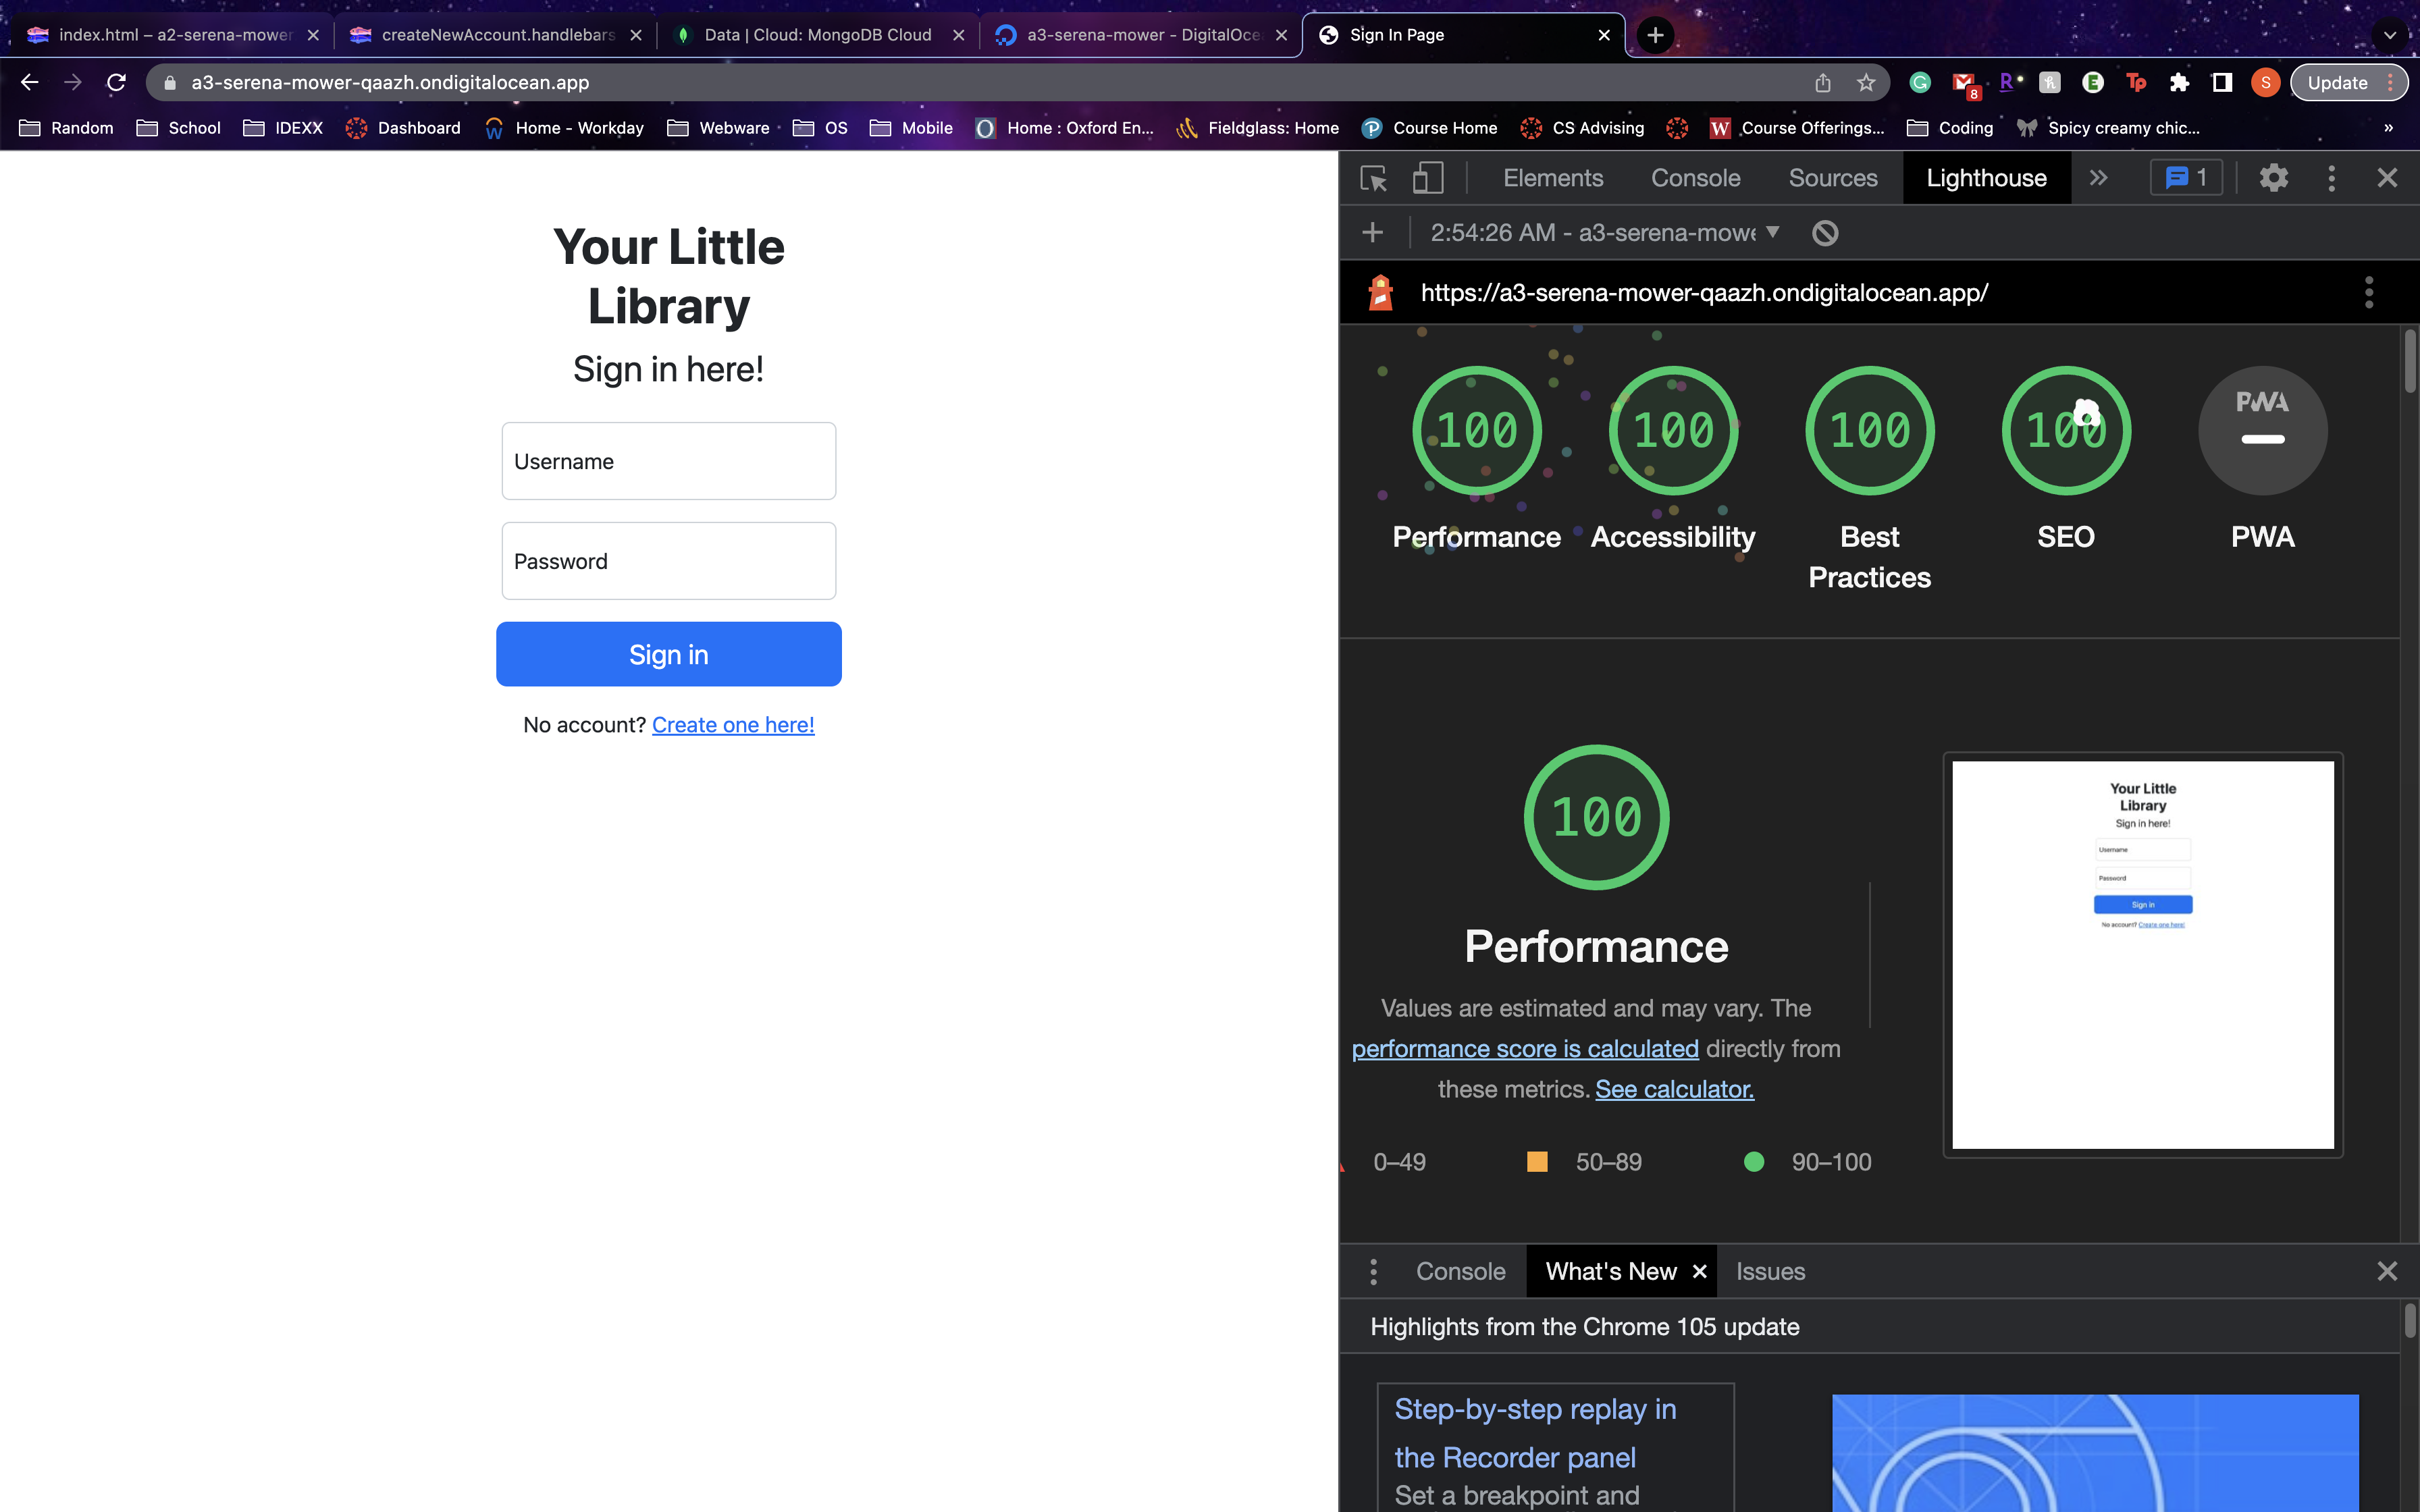 index.html – a2-serena-mower
createNewAccount.handlebars
Data | Cloud: MongoDB Cloud
a3-serena-mower - DigitalOce
Sign In Page
a3-serena-mower-qaazh.ondigitalocean.app
8
S
Update
Random
School
IDEXX
Dashboard
Home - Workday
Webware
OS
Mobile
Home : Oxford En...
Fieldglass: Home
Course Home
CS Advising
Course Offerings...
Coding
Spicy creamy chic...
»
Your Little
Library
Sign in here!
Username
Password
Sign in
No account? Create one here!
Elements
Console
Sources
Lighthouse
1
2:54:26 AM - a3-serena-mowe
https://a3-serena-mower-qaazh.ondigitalocean.app/
100
100
100
100
PWA
Performance
Accessibility
Best
Practices
SEO
PWA
100
Performance
Values are estimated and may vary. The
performance score is calculated directly from
these metrics. See calculator.
0–49
50–89
90–100
Your Little
Library
Sign in here!
Username
Password
Sign in
No account? Create one here!
Console
What's New
Issues
Highlights from the Chrome 105 update
Step-by-step replay in
the Recorder panel
Set a breakpoint and